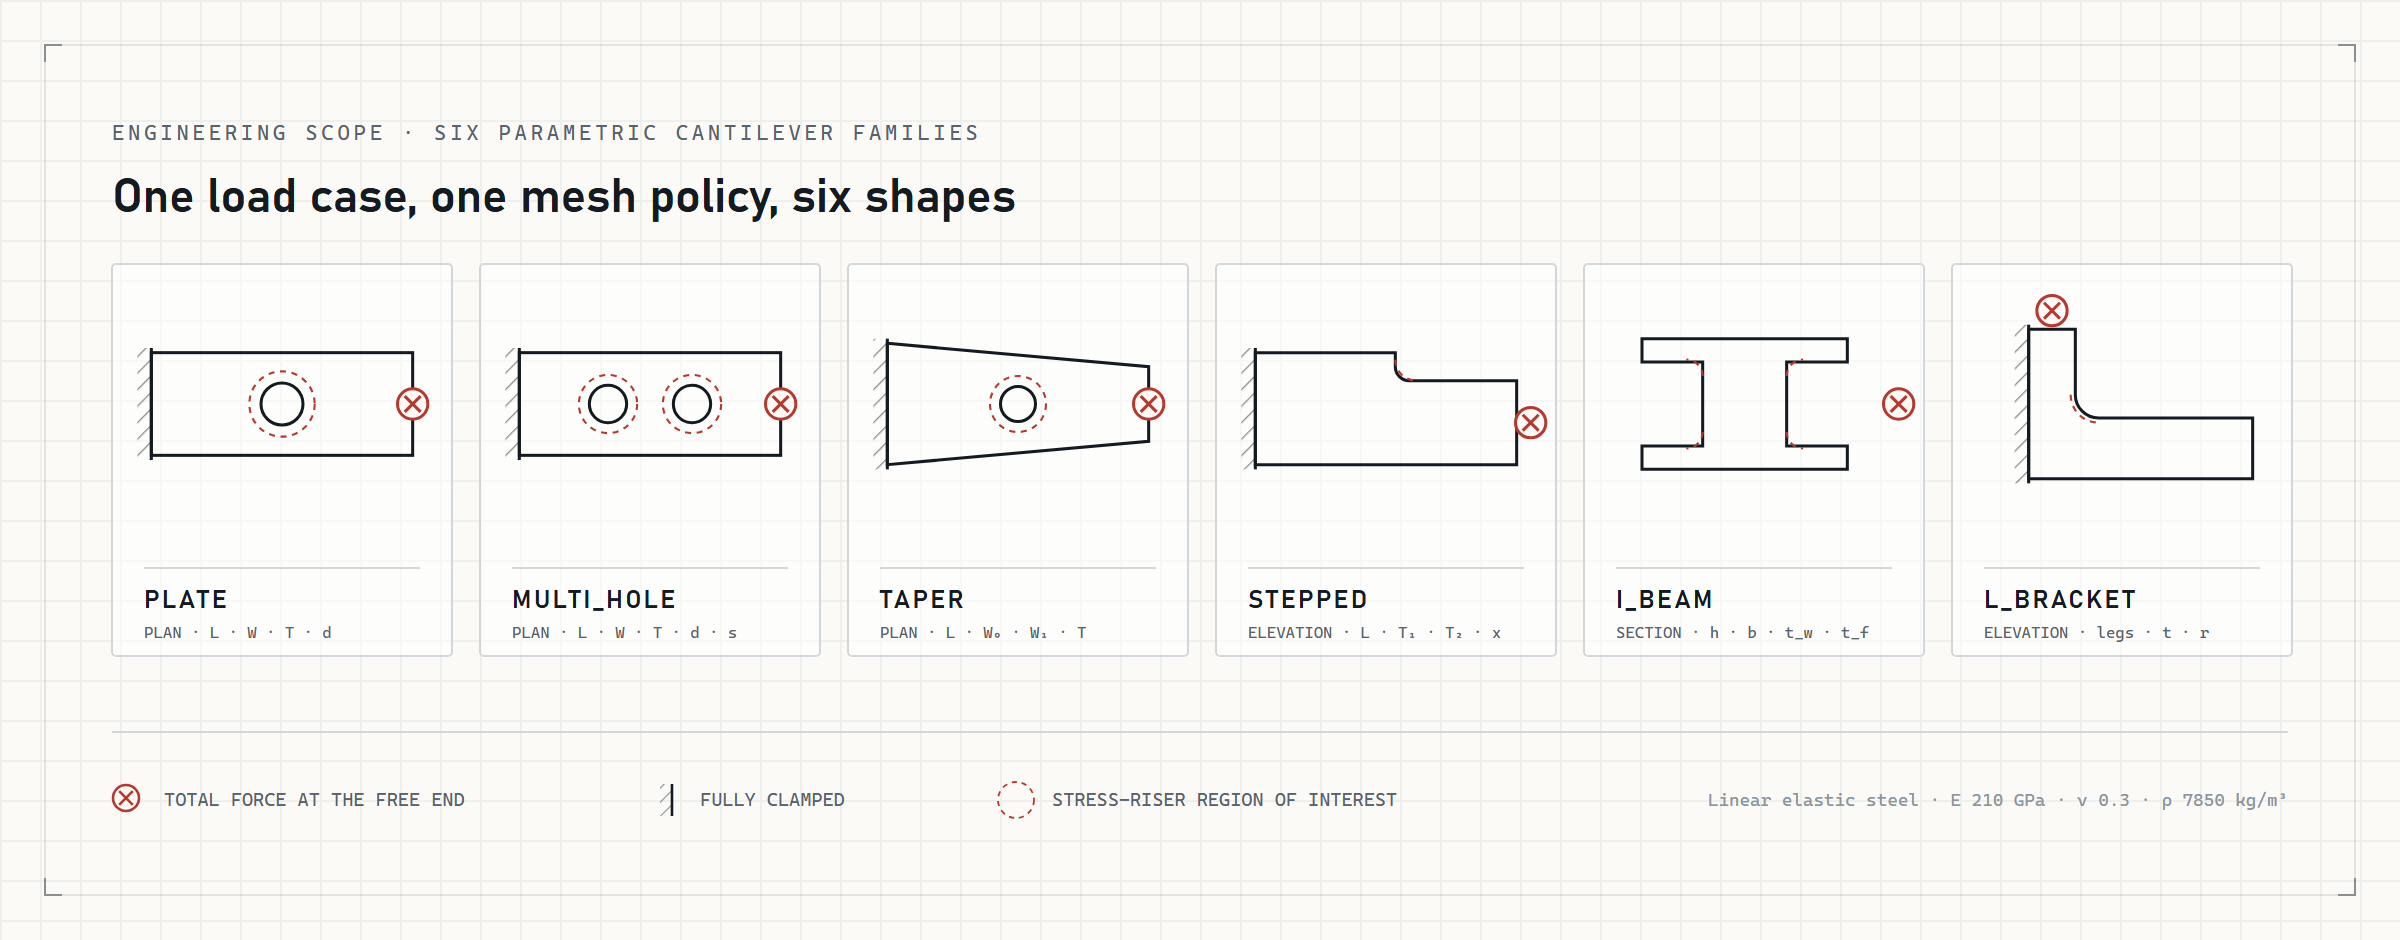 ENGINEERING SCOPE · SIX PARAMETRIC CANTILEVER FAMILIES
One load case, one mesh policy, six shapes
PLATE
PLAN · L · W · T · d
MULTI_HOLE
PLAN · L · W · T · d · s
TAPER
PLAN · L · W₀ · W₁ · T
STEPPED
ELEVATION · L · T₁ · T₂ · x
I_BEAM
SECTION · h · b · t_w · t_f
L_BRACKET
ELEVATION · legs · t · r
TOTAL FORCE AT THE FREE END
FULLY CLAMPED
STRESS-RISER REGION OF INTEREST
Linear elastic steel · E 210 GPa · ν 0.3 · ρ 7850 kg/m³